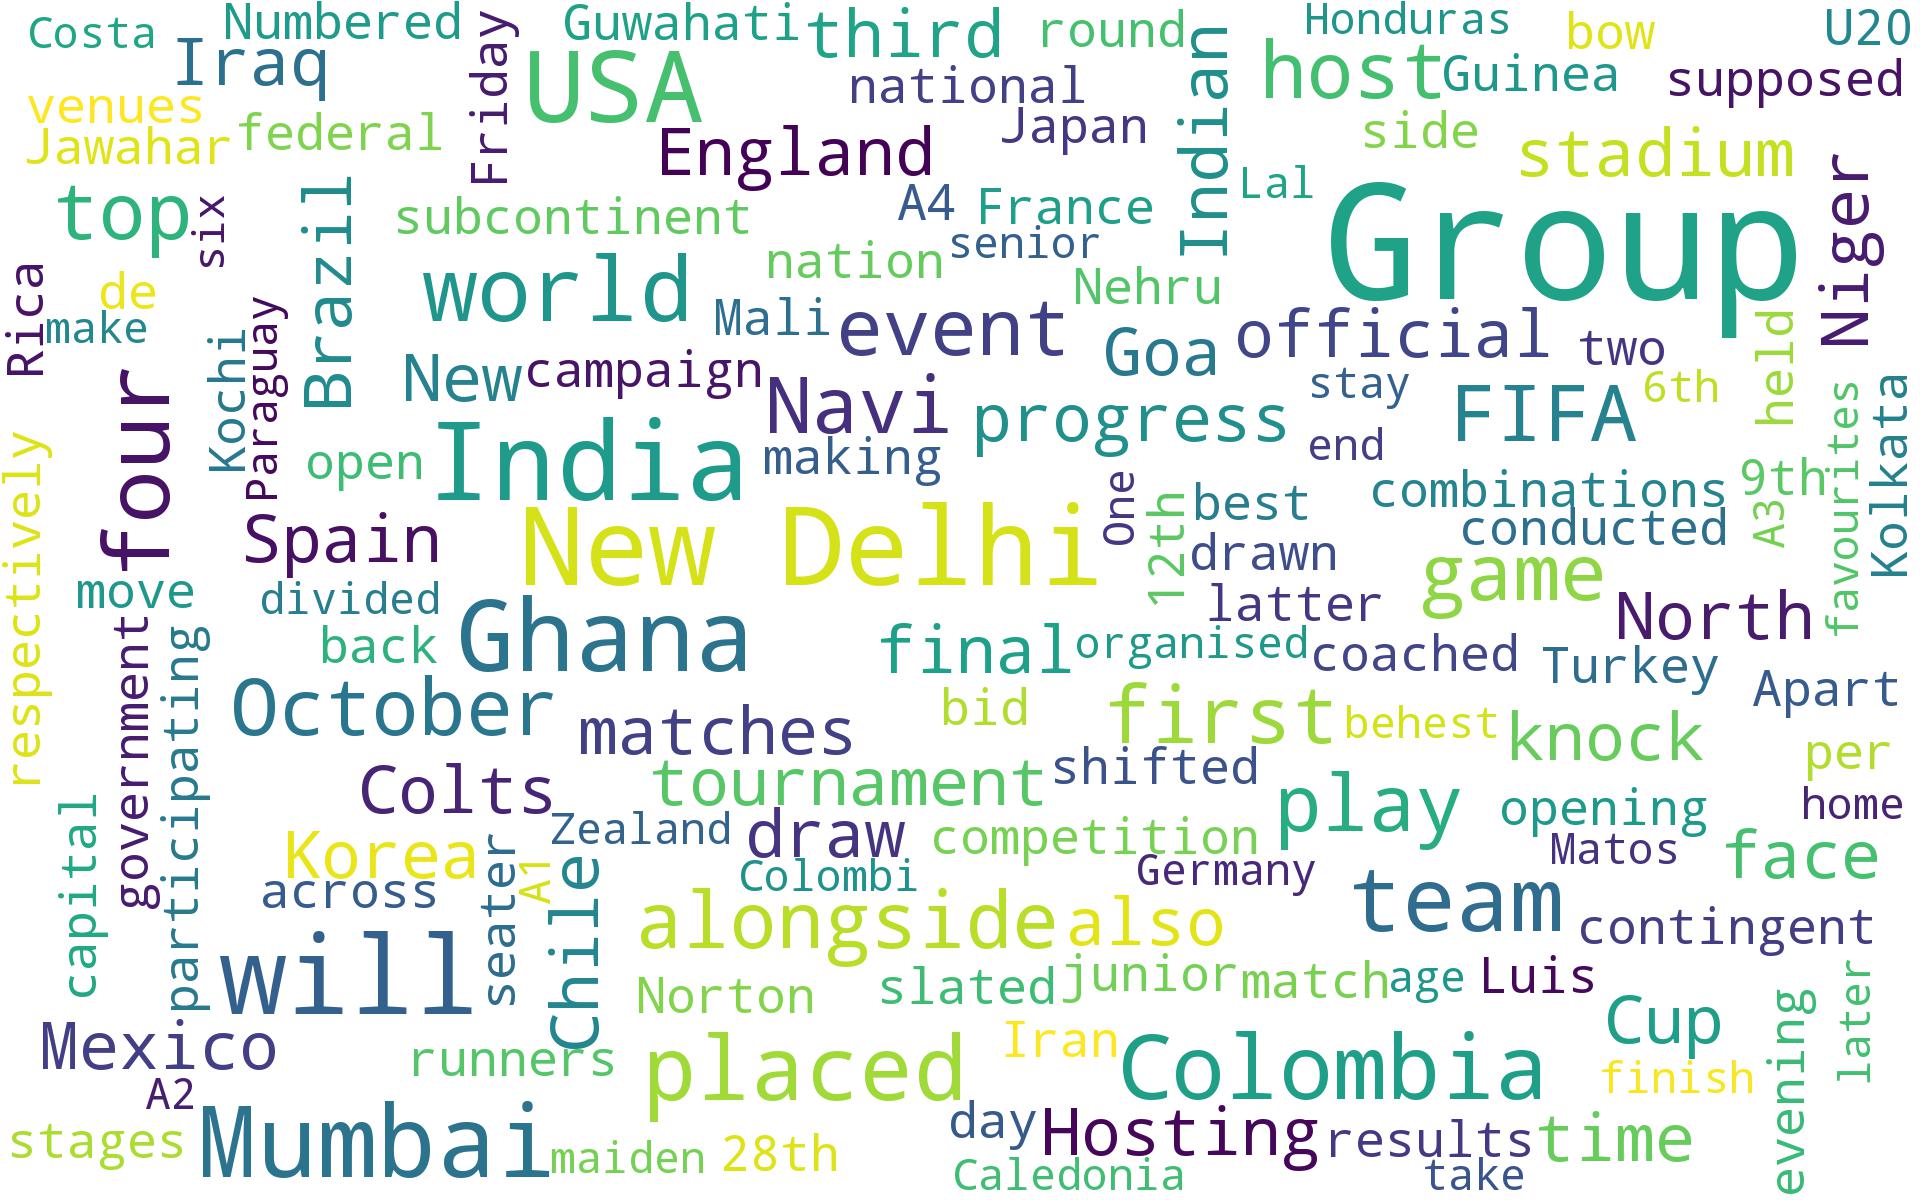 Costa
Numbered
Guwahati
third
round
Honduras
bow
U20
Iraq
Friday
USA
national
Indian
host
Guinea
supposed
venues
Jawahar
federal
England
Japan
side
stadium
Niger
top
six
Brazil
subcontinent
A4
France
senior
Lal
Group
Rica
de
make
world
nation
Nehru
Mali
event
Goa
official
two
held
Kochi
Paraguay
New
campaign
Navi
progress
stay
FIFA
6th
favourites
Kolkata
four
open
India
making
end
respectively
Spain
New Delhi
One
12th
best
combinations
conducted
9th
A3
drawn
move
divided
Ghana
latter
game
North
government
participating
back
final
organised
coached
Turkey
Apart
October
matches
bid
first
behest
knock
per
Colts
tournament
shifted
play
opening
home
capital
Korea
seater
A1
Zealand
draw
competition
Matos
face
across
Chile
Colombi
Germany
team
will
alongside
also
contingent
Norton
slated
junior
match
age
Luis
later
Mexico
A2
runners
placed
Iran
Colombia
Cup
finish
evening
stages
Mumbai
maiden
28th
day
Hosting
results
time
Caledonia
take